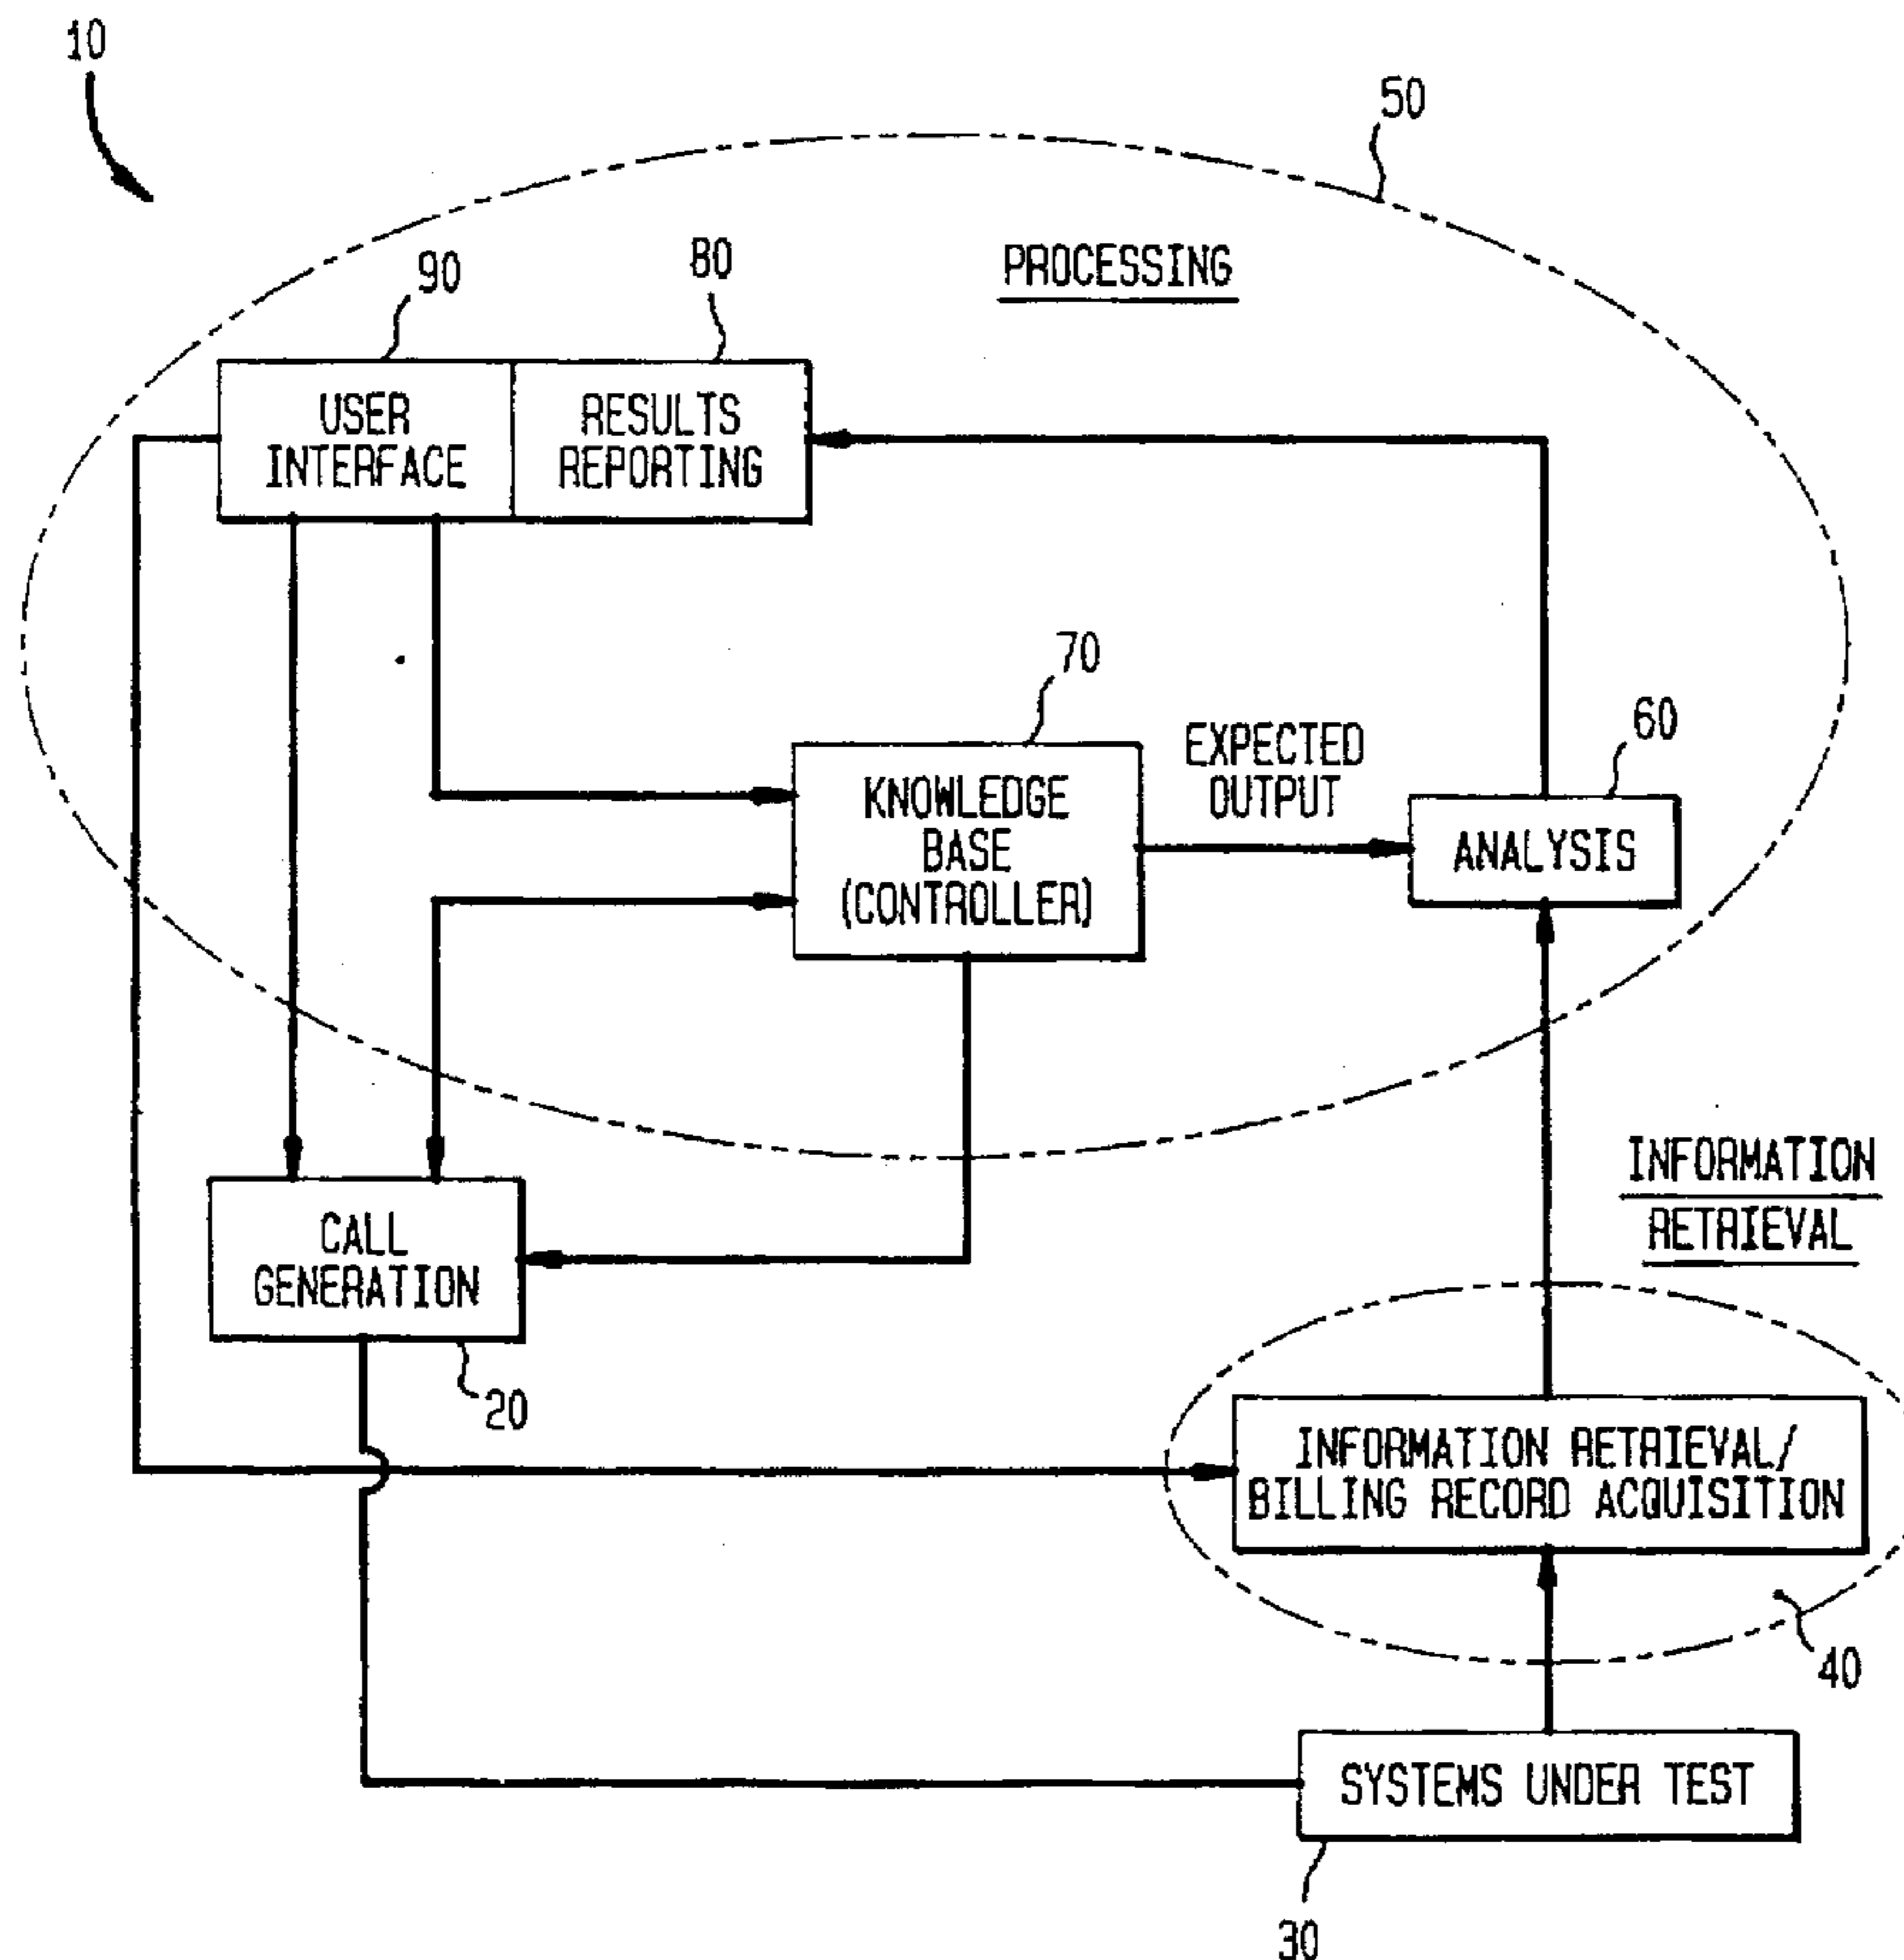 10
50
PROCESSING
90
80
USER
INTERFACE
RESULTS
REPORTING
70
60
KNOWLEDGE
BASE
(CONTROLLER)
EXPECTED
OUTPUT
ANALYSIS
INFORMATION
RETRIEVAL
CALL
GENERATION
20
INFORMATION RETRIEVAL/
BILLING RECORD ACQUISITION
40
SYSTEMS UNDER TEST
30